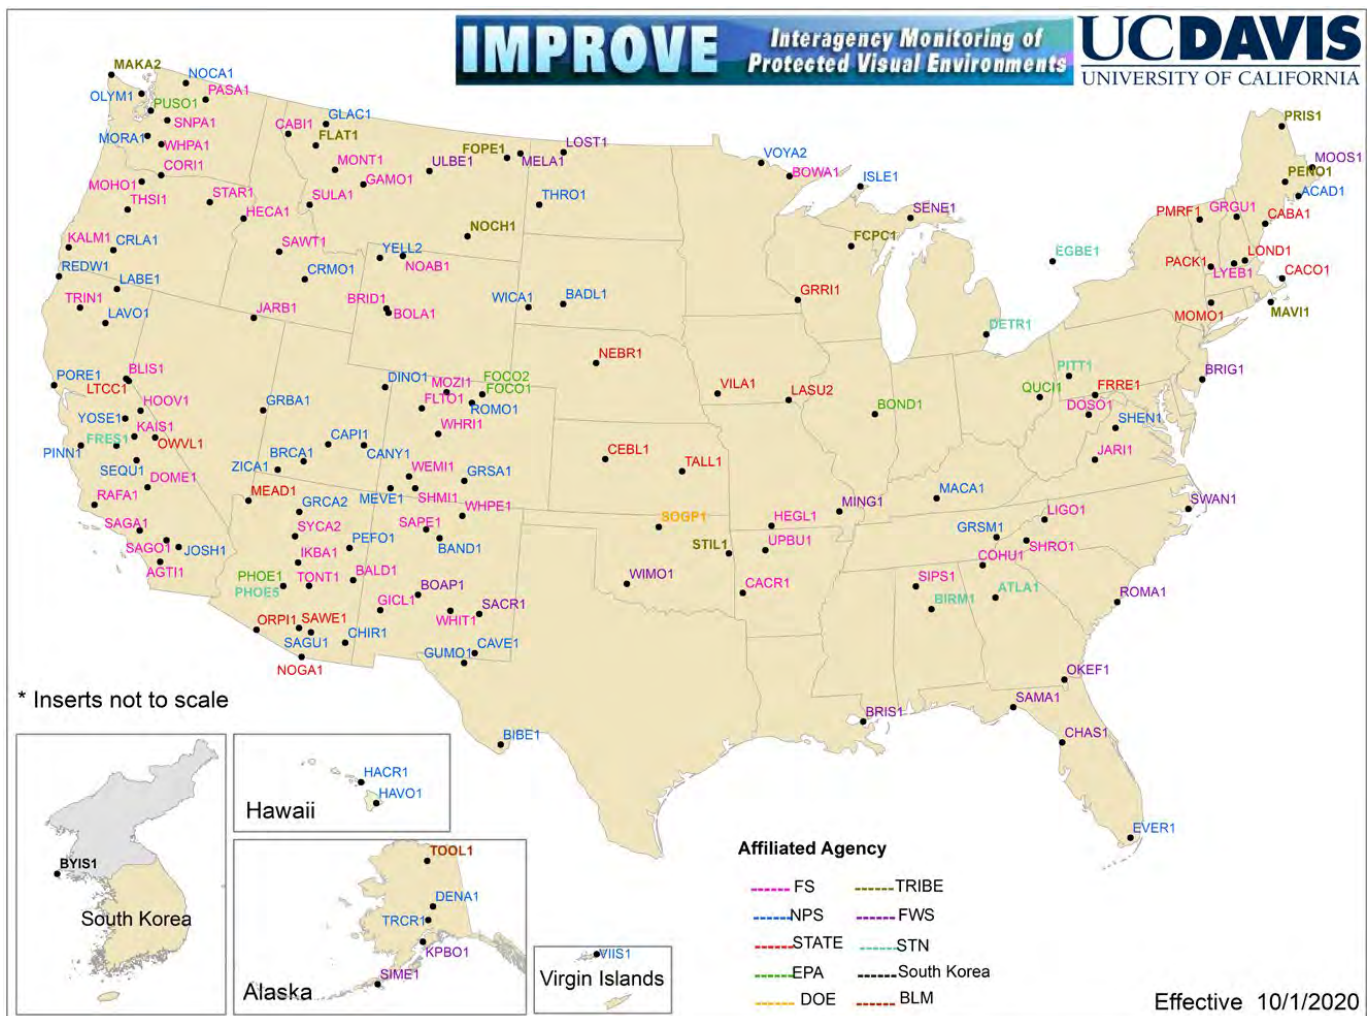 IMPROVE Interagency Monitoring of
Protected Visual Environments
UCDAVIS
UNIVERSITY OF CALIFORNIA
MAKA2
NOCA1
OLYM1
PASA1
PUSO1
SNPA1
MORA1
WHPA1
CORI1
MOHO1
THSI1
STAR1
HECA1
KALM1
CRLA1
REDW1
LABE1
TRIN1
LAVO1
CABI1
GLAC1
FLAT1
MONT1
GAMO1
SULA1
SAWT1
CRMO1
JARB1
ULBE1
FOPE1
MELA1
LOST1
THRO1
NOCH1
YELL2
NOAB1
BRID1
BOLA1
WICA1
BADL1
VOYA2
BOWA1
ISLE1
SENE1
FCPC1
GRRI1
EGBE1
DETR1
PRIS1
MOOS1
PENO1
ACAD1
PMRF1
GRGU1
CABA1
PACK1
LOND1
LYEB1
CACO1
MOMO1
MAVI1
PORE1
BLIS1
LTCC1
HOOV1
YOSE1
KAIS1
FRES1
OWVL1
PINN1
SEQU1
DOME1
RAFA1
SAGA1
SAGO1
JOSH1
AGTI1
GRBA1
DINO1
MOZI1
FOCO2
FOCO1
FLTO1
ROMO1
WHRI1
CAPI1
BRCA1
CANY1
ZICA1
WEMI1
GRSA1
MEAD1
MEVE1
SHMI1
GRCA2
WHPE1
SYCA2
SAPE1
PEFO1
BAND1
IKBA1
PHOE1
TONT1
BALD1
PHOE5
BOAP1
GICL1
SACR1
WHIT1
ORPI1
SAWE1
SAGU1
CHIR1
CAVE1
GUMO1
NOGA1
NEBR1
VILA1
LASU2
BOND1
CEBL1
TALL1
SOGP1
STIL1
WIMO1
MING1
HEGL1
UPBU1
CACR1
MACA1
PITT1
QUCI1
FRRE1
DOSO1
BRIG1
SHEN1
JARI1
SWAN1
LIGO1
GRSM1
SHRO1
COHU1
SIPS1
ATLA1
BIRM1
ROMA1
OKEF1
SAMA1
BRIS1
CHAS1
BIBE1
EVER1
* Inserts not to scale
BYIS1
South Korea
HACR1
HAVO1
Hawaii
TOOL1
DENA1
TRCR1
KPBO1
SIME1
Alaska
VIIS1
Virgin Islands
Affiliated Agency
FS
TRIBE
NPS
FWS
STATE
STN
EPA
South Korea
DOE
BLM
Effective 10/1/2020